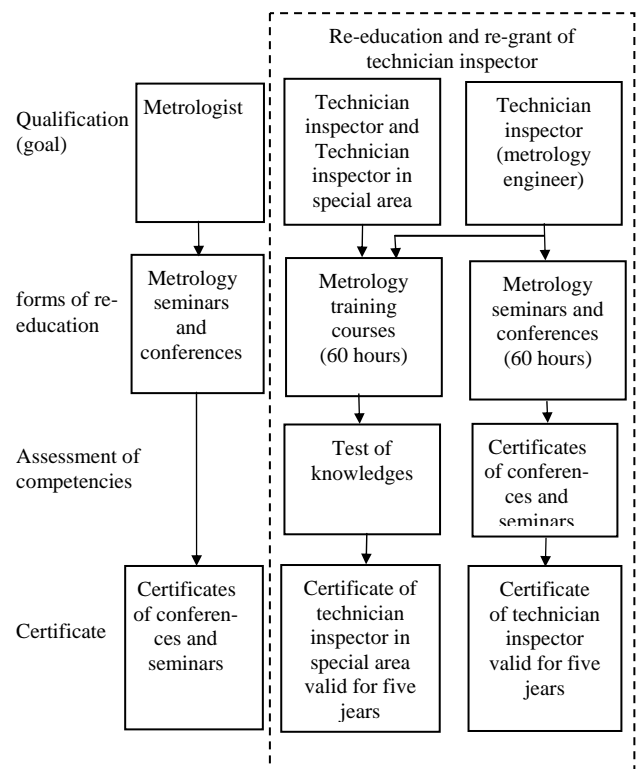 Re-education and re-grant of
technician inspector
Qualification
(goal)
Metrologist
Technician
inspector and
Technician
inspector in
special area
Technician
inspector
(metrology
engineer)
forms of re-
education
Metrology
seminars
and
conferences
Metrology
training
courses
(60 hours)
Metrology
seminars and
conferences
(60 hours)
Assessment of
competencies
Test of
knowledges
Certificates
of conferen-
ces and
seminars
Certificate
Certificates
of conferen-
ces and
seminars
Certificate of
technician
inspector in
special area
valid for five
jears
Certificate
of technician
inspector
valid for five
jears